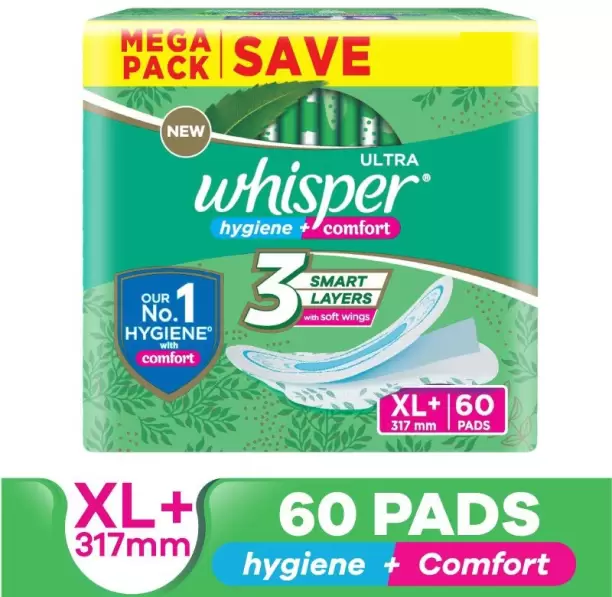 MEGA
PACK
SAVE
NEW
ULTRA
whisper®
hygiene + comfort
3
SMART
LAYERS
with soft wings
OUR
No.1
HYGIENE°
with
comfort
XL+
317 mm
60
PADS
XL+
317mm
60 PADS
hygiene + Comfort